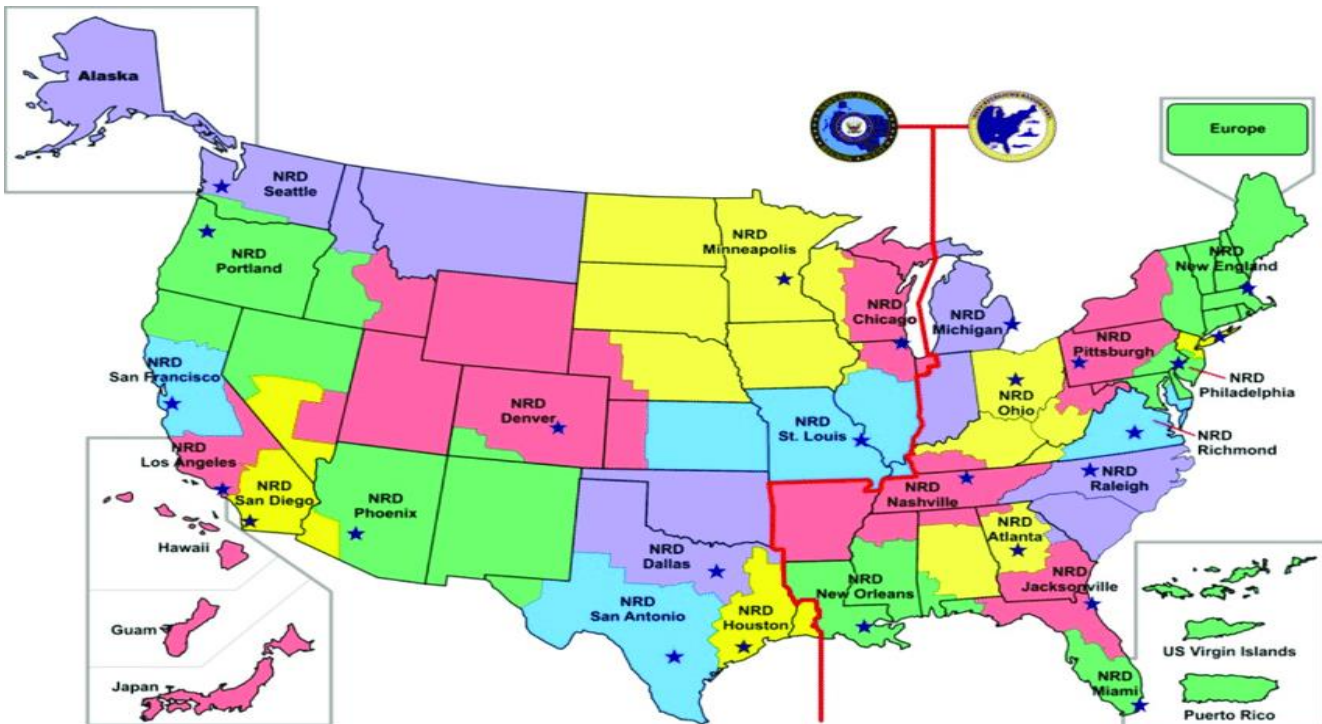 Alaska
Europe
NRD
Seattle
NRD
Portland
NRD
Minneapolis
NRD
Chicago
NRD
Michigan
NRD
New England
NRD
Pittsburgh
NRD
Philadelphia
NRD
Ohio
NRD
San Francisco
NRD
Denver
NRD
St. Louis
NRD
Richmond
NRD
Los Angeles
NRD
San Diego
NRD
Phoenix
NRD
Nashville
NRD
Raleigh
NRD
Atlanta
Hawaii
NRD
Dallas
NRD
New Orleans
NRD
Jacksonville
NRD
San Antonio
NRD
Houston
Guam
US Virgin Islands
Japan
NRD
Miami
Puerto Rico